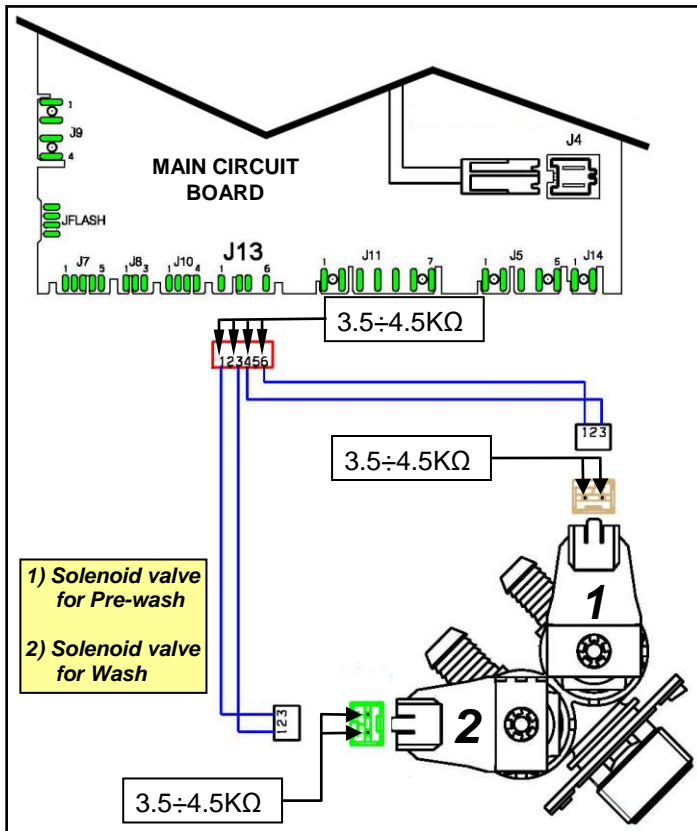 1
J9
4
J4
MAIN CIRCUIT
BOARD
JFLASH
J7
J8
J10
J13
J11
J5
J14
1 5
1 3
1 4
1 6
1 7
1 5
1
3.5÷4.5KΩ
123456
123
3.5÷4.5KΩ
1) Solenoid valve
for Pre-wash
2) Solenoid valve
for Wash
1
2
123
3.5÷4.5KΩ